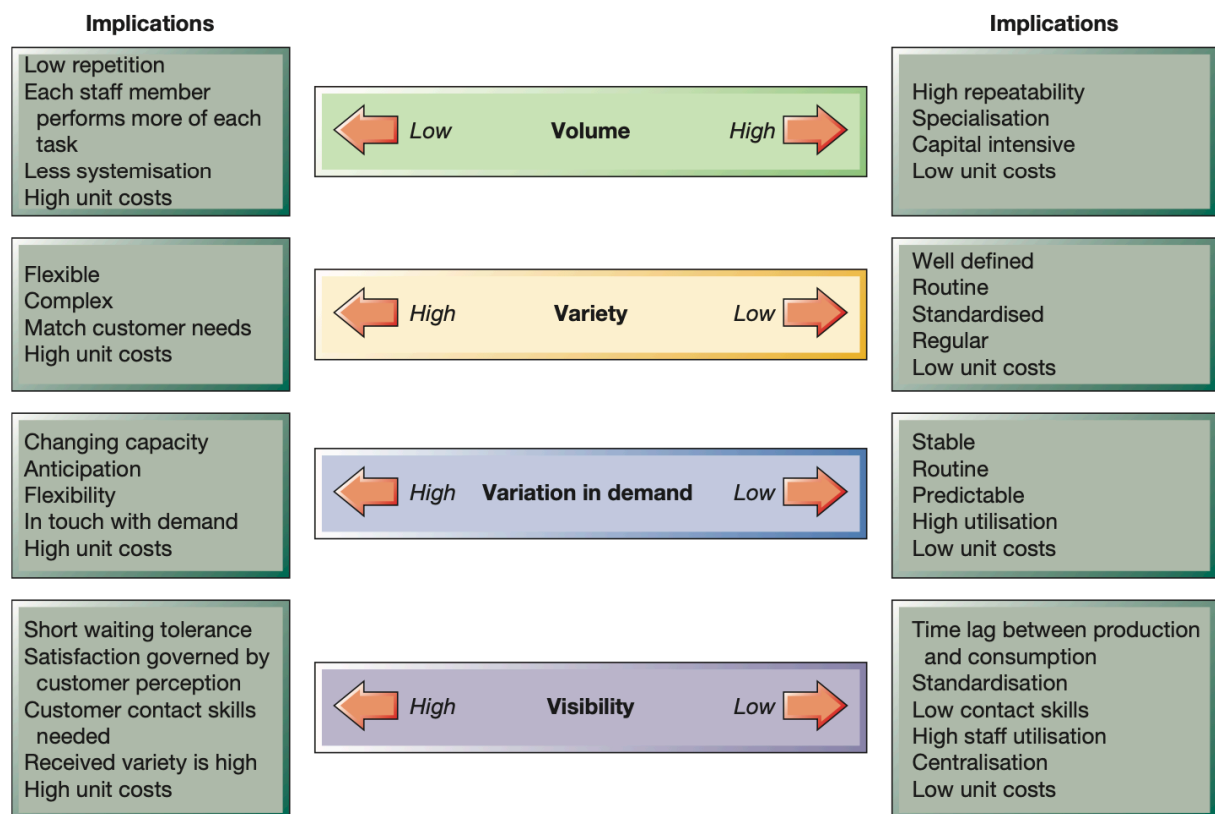 Implications
Implications
Low repetition
Each staff member
performs more of each
task
Less systemisation
High unit costs
Low
Volume
High
High repeatability
Specialisation
Capital intensive
Low unit costs
Flexible
Complex
Match customer needs
High unit costs
High
Variety
Low
Well defined
Routine
Standardised
Regular
Low unit costs
Changing capacity
Anticipation
Flexibility
In touch with demand
High unit costs
High
Variation in demand
Low
Stable
Routine
Predictable
High utilisation
Low unit costs
Short waiting tolerance
Satisfaction governed by
customer perception
Customer contact skills
needed
Received variety is high
High unit costs
High
Visibility
Low
Time lag between production
and consumption
Standardisation
Low contact skills
High staff utilisation
Centralisation
Low unit costs